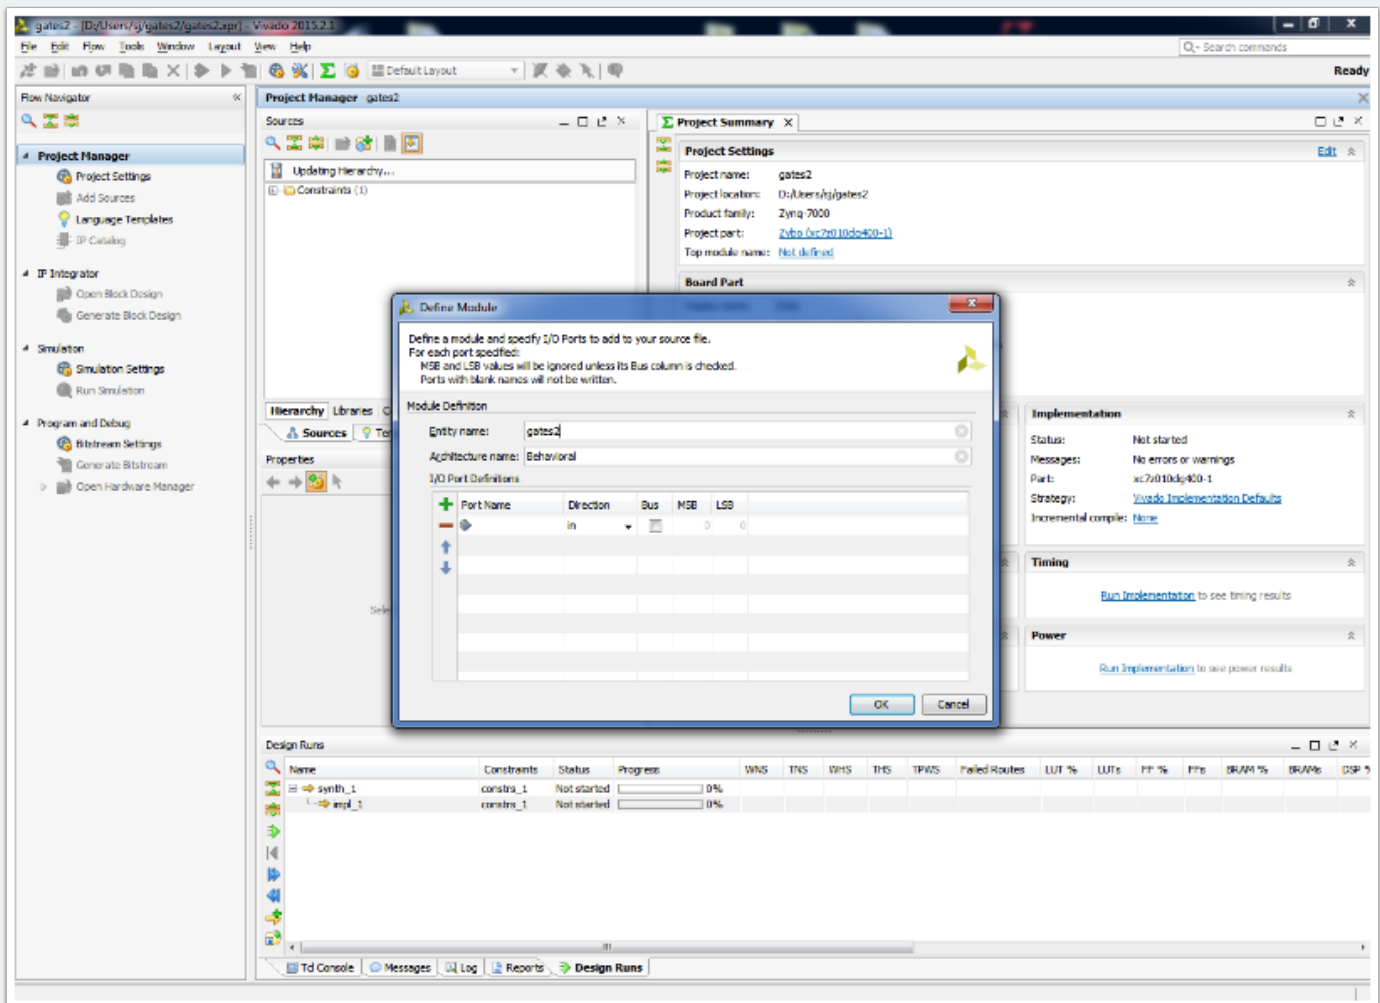 gates2 - [D:/Users/sj/gates2/gates2.xpr] - Vivado 2015.2.1
File Edit Flow Tools Window Layout View Help
Search commands
Default Layout
Ready
Flow Navigator
Project Manager
Project Settings
Add Sources
Language Templates
IP Catalog
IP Integrator
Open Block Design
Generate Block Design
Simulation
Simulation Settings
Run Simulation
Program and Debug
Bitstream Settings
Generate Bitstream
Open Hardware Manager
Project Manager gates2
Sources
Updating Hierarchy...
Constraints (1)
Hierarchy Libraries
Sources
Properties
Project Summary
Project Settings Edit
Project name: gates2
Project location: D:/Users/sj/gates2
Product family: Zynq-7000
Project part: Zybo (xc7z010clg400-1)
Top module name: Not defined
Board Part
Implementation
Status: Not started
Messages: No errors or warnings
Part: xc7z010clg400-1
Strategy: Vivado Implementation Defaults
Incremental compile: None
Timing
Run Implementation to see timing results
Power
Run Implementation to see power results
Define Module
Define a module and specify I/O Ports to add to your source file.
For each port specified:
MSB and LSB values will be ignored unless its Bus column is checked.
Ports with blank names will not be written.
Module Definition
Entity name: gates2
Architecture name: Behavioral
I/O Port Definitions
Port Name Direction Bus MSB LSB
in 0 0
OK Cancel
Design Runs
Name Constraints Status Progress WNS TNS WHS THS TPWS Failed Routes LUT % LUTs FF % FFs BRAM % BRAMs DSP %
synth_1 constrs_1 Not started 0%
impl_1 constrs_1 Not started 0%
Tcl Console Messages Log Reports Design Runs